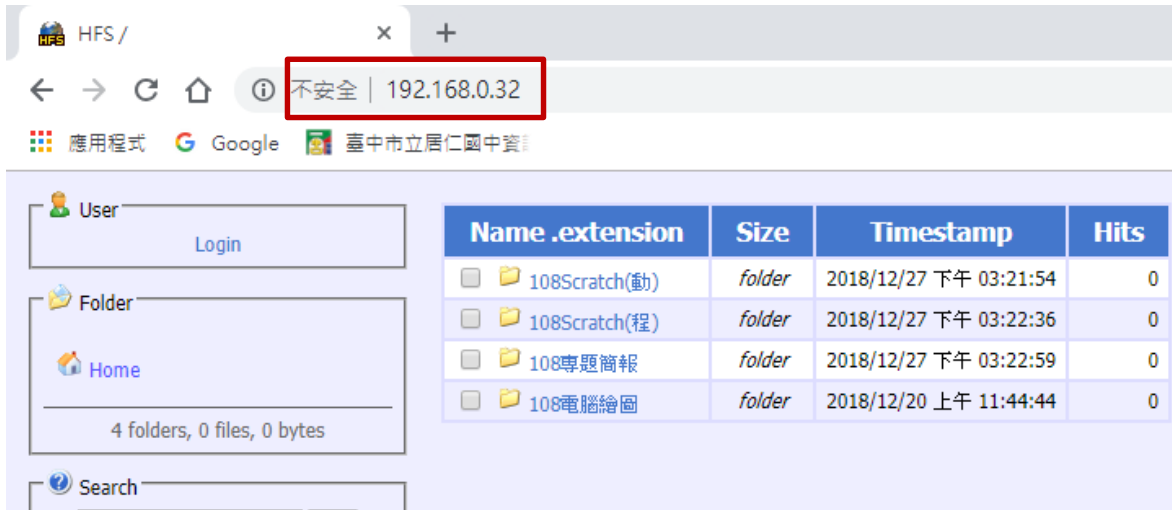 HFS /
不安全 | 192.168.0.32
應用程式 Google 臺中市立居仁國中資
User
Login
Folder
Home
4 folders, 0 files, 0 bytes
Search
Name .extension Size Timestamp Hits
108Scratch(動) folder 2018/12/27 下午 03:21:54 0
108Scratch(程) folder 2018/12/27 下午 03:22:36 0
108專題簡報 folder 2018/12/27 下午 03:22:59 0
108電腦繪圖 folder 2018/12/20 上午 11:44:44 0